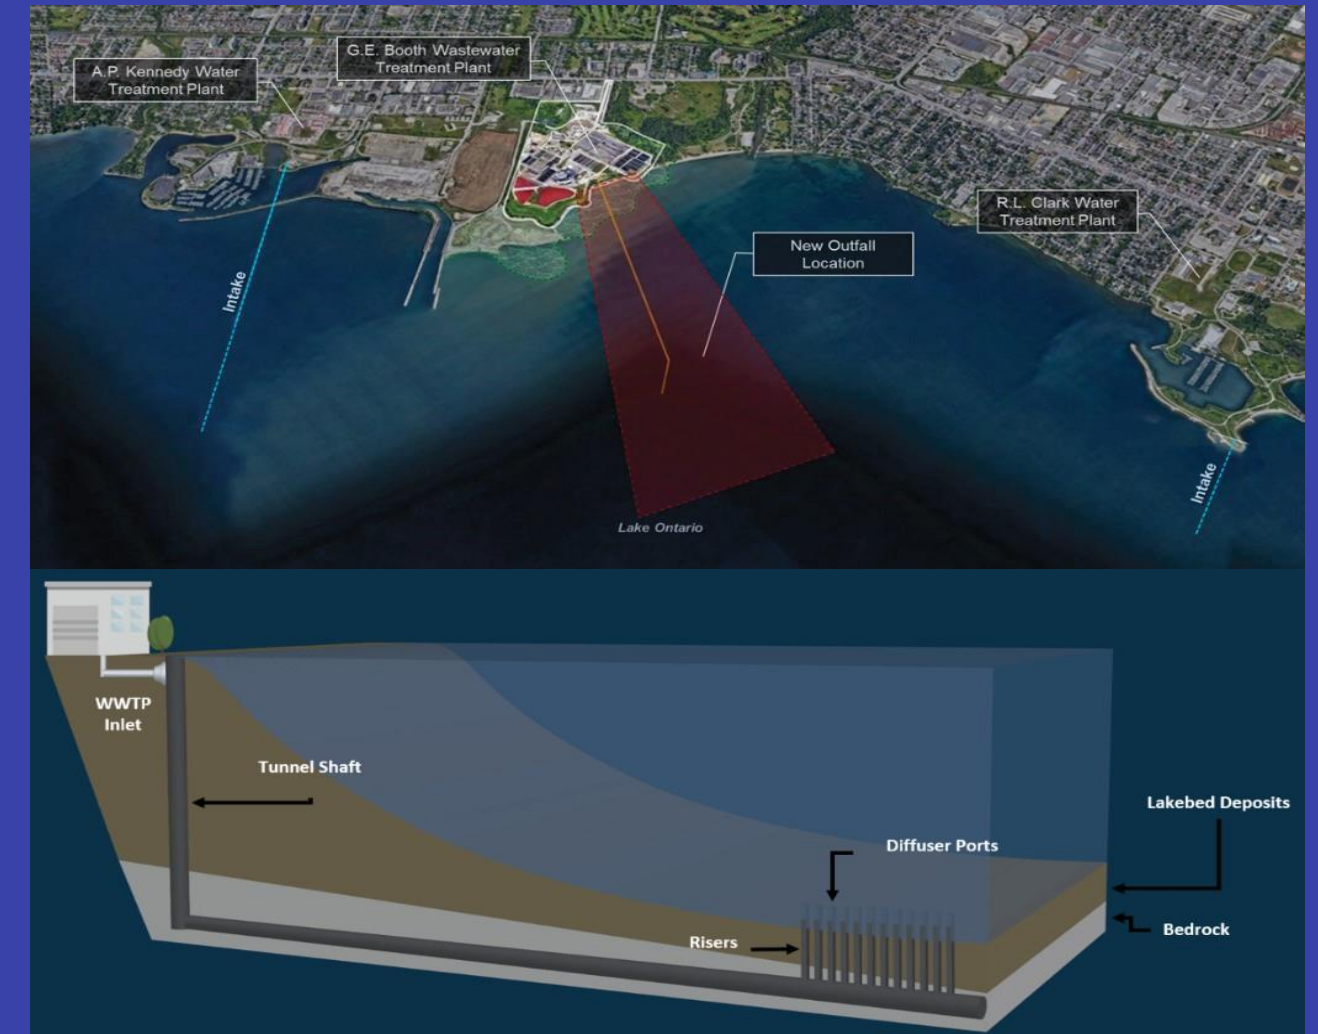 G.E. Booth Wastewater
Treatment Plant
A.P. Kennedy Water
Treatment Plant
R.L. Clark Water
Treatment Plant
New Outfall
Location
Intake
Intake
Lake Ontario
WWTP
Inlet
Tunnel Shaft
Lakebed Deposits
Diffuser Ports
Bedrock
Risers